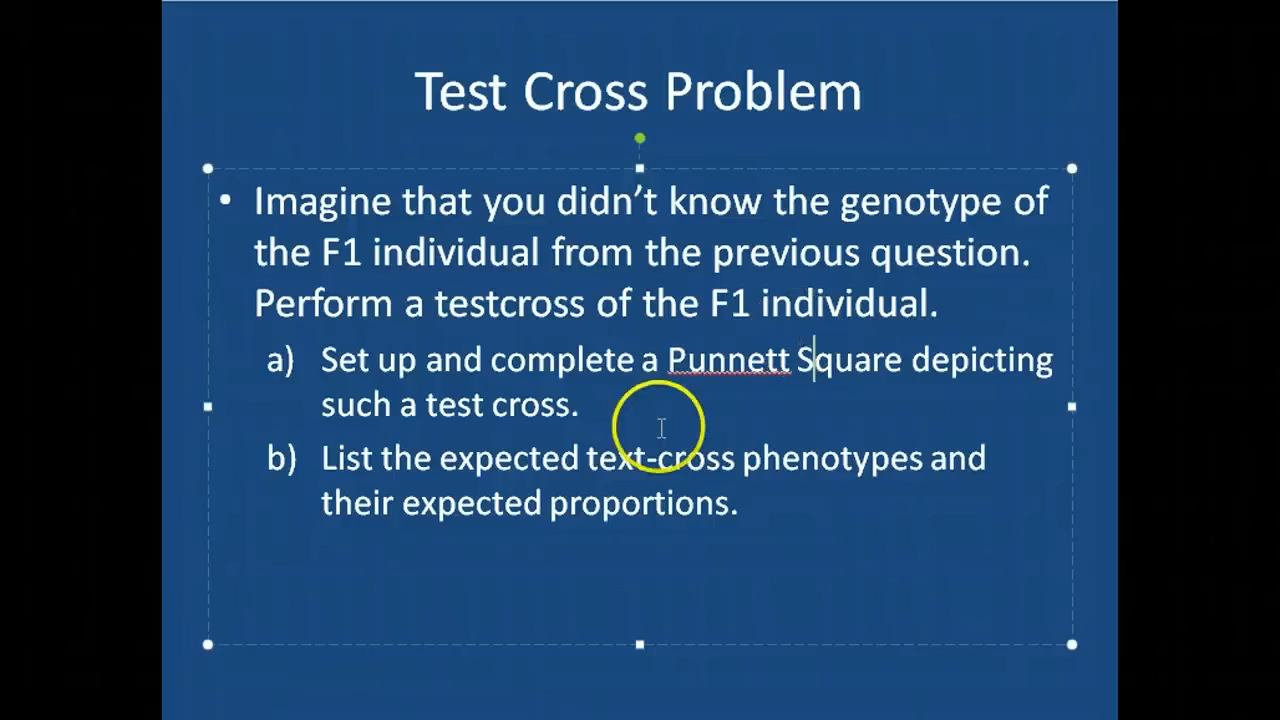 Test Cross Problem
• Imagine that you didn’t know the genotype of
the F1 individual from the previous question.
Perform a testcross of the F1 individual.
a) Set up and complete a Punnett Square depicting
such a test cross.
b) List the expected text-cross phenotypes and
their expected proportions.